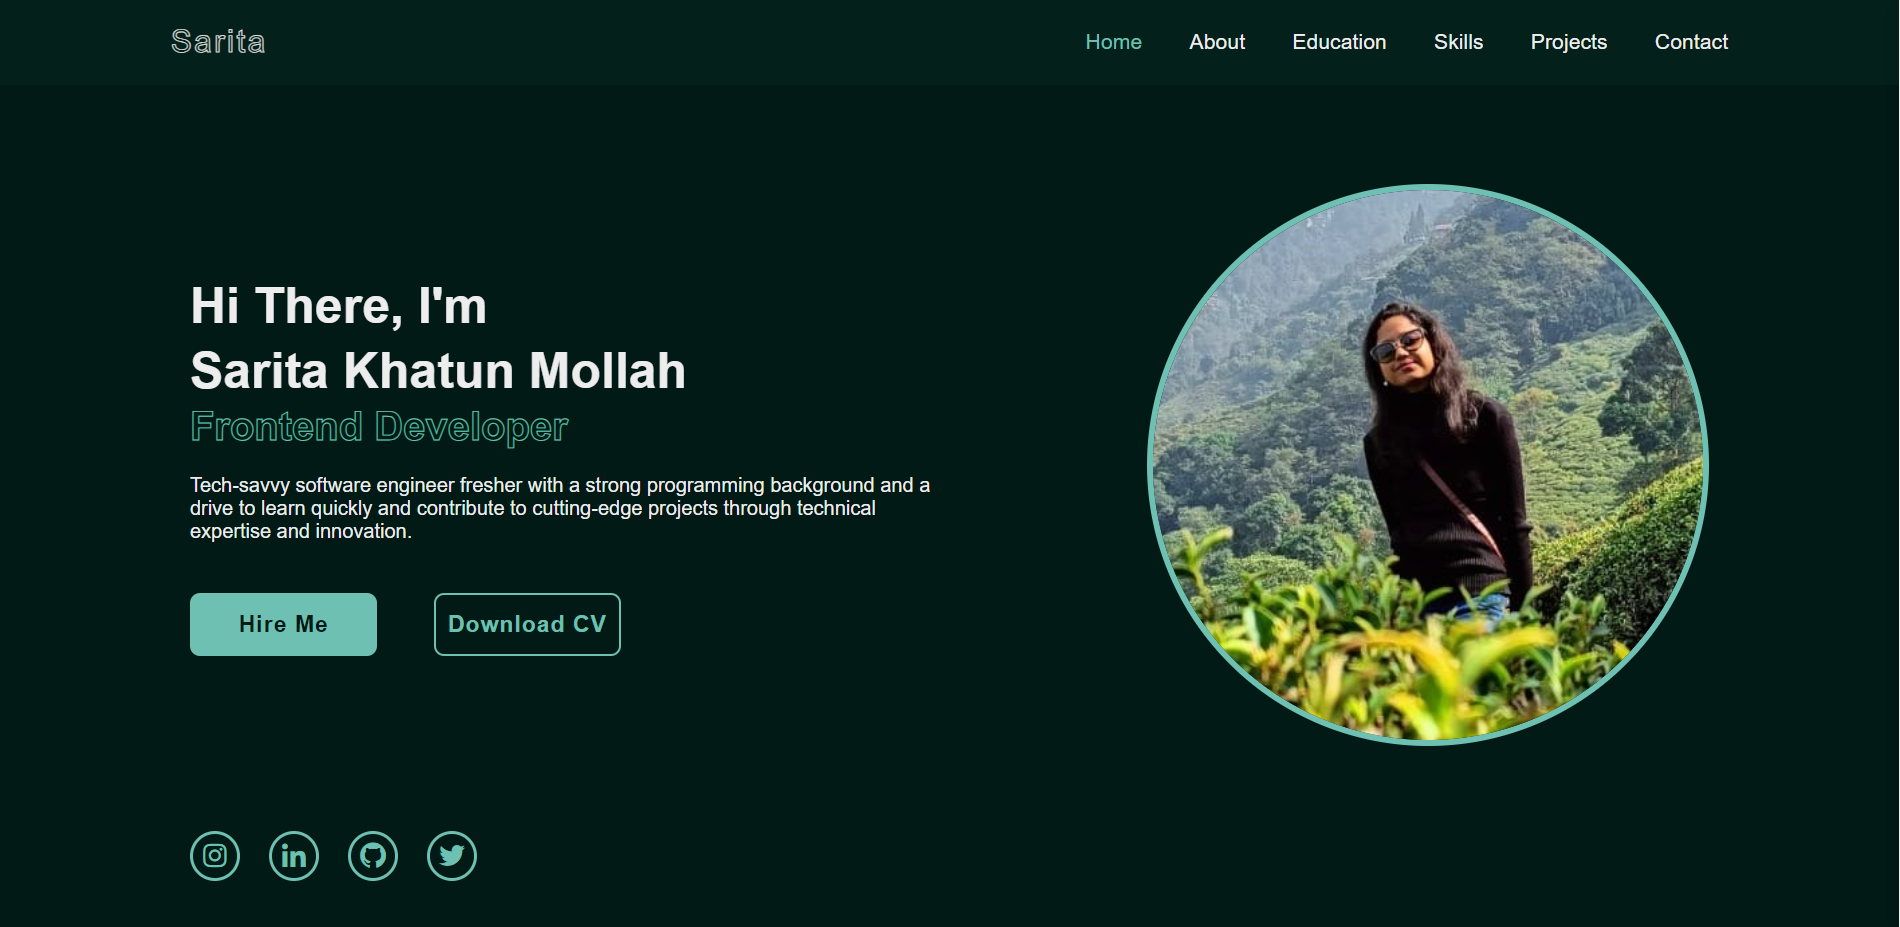 Sarita
Home About Education Skills Projects Contact
Hi There, I'm
Sarita Khatun Mollah
Frontend Developer
Tech-savvy software engineer fresher with a strong programming background and a
drive to learn quickly and contribute to cutting-edge projects through technical
expertise and innovation.
Hire Me
Download CV